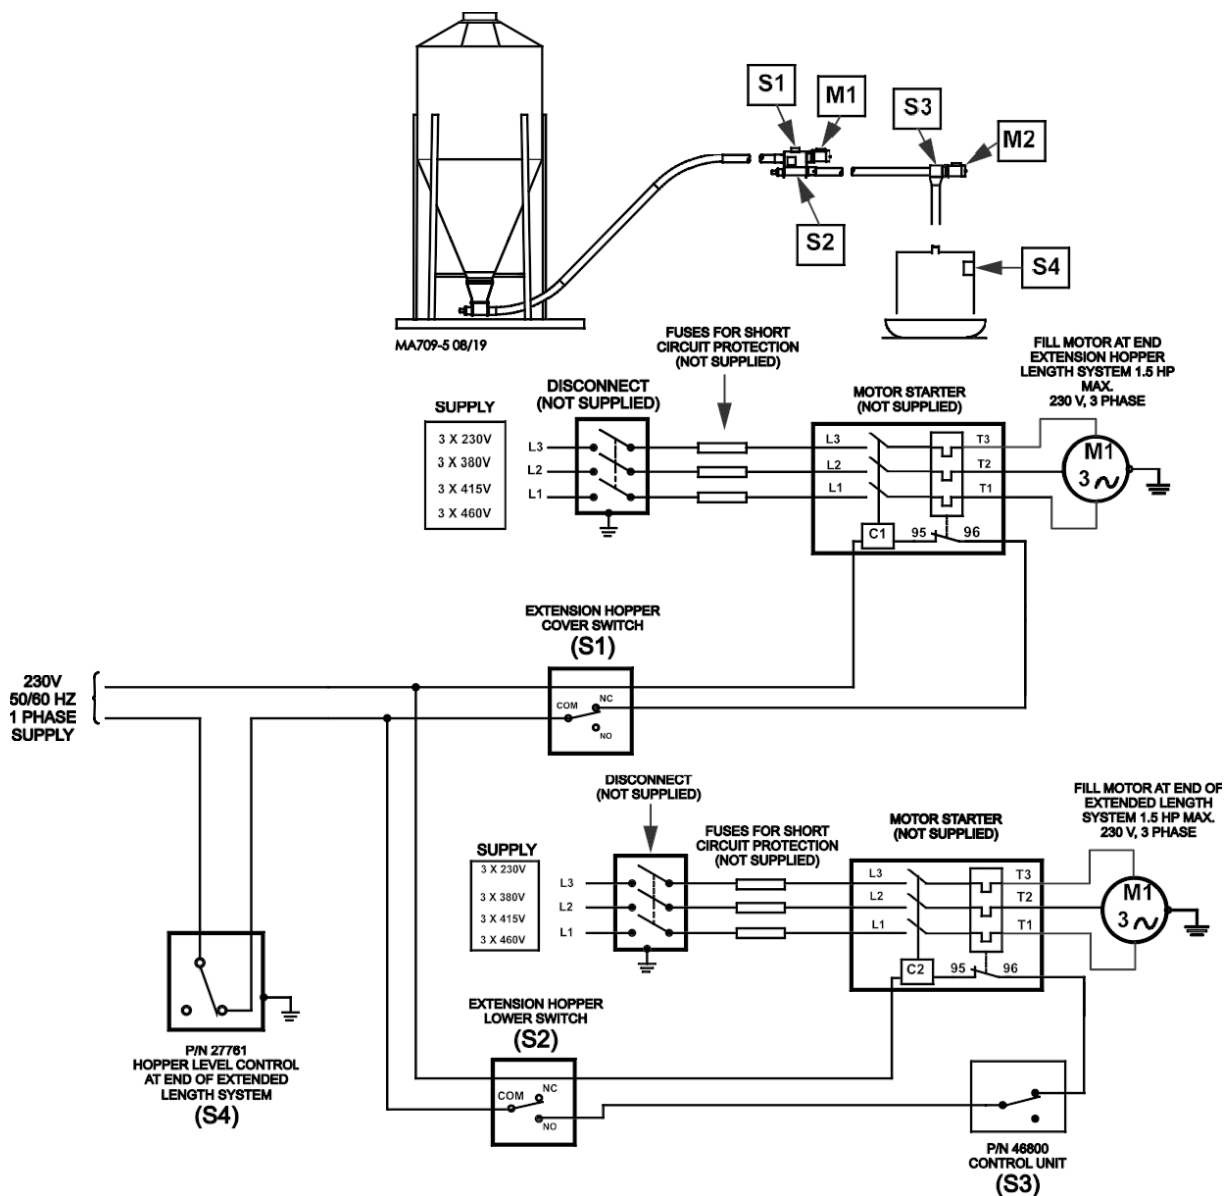 S1
M1
S3
M2
S2
S4
MA709-5 08/19
FUSES FOR SHORT
CIRCUIT PROTECTION
(NOT SUPPLIED)
FILL MOTOR AT END
EXTENSION HOPPER
LENGTH SYSTEM 1.5 HP
MAX.
230 V, 3 PHASE
DISCONNECT
(NOT SUPPLIED)
MOTOR STARTER
(NOT SUPPLIED)
SUPPLY
3 X 230V
3 X 380V
3 X 415V
3 X 460V
L3
L2
L1
L3
L2
L1
T3
T2
T1
C1
95
96
M1
3
EXTENSION HOPPER
COVER SWITCH
(S1)
230V
50/60 HZ
1 PHASE
SUPPLY
COM
NC
NO
DISCONNECT
(NOT SUPPLIED)
FUSES FOR SHORT
CIRCUIT PROTECTION
(NOT SUPPLIED)
MOTOR STARTER
(NOT SUPPLIED)
FILL MOTOR AT END OF
EXTENDED LENGTH
SYSTEM 1.5 HP MAX.
230 V, 3 PHASE
SUPPLY
3 X 230V
3 X 380V
3 X 415V
3 X 460V
L3
L2
L1
L3
L2
L1
T3
T2
T1
C2
95
96
M1
3
EXTENSION HOPPER
LOWER SWITCH
(S2)
COM
NC
NO
P/N 27761
HOPPER LEVEL CONTROL
AT END OF EXTENDED
LENGTH SYSTEM
(S4)
P/N 46800
CONTROL UNIT
(S3)